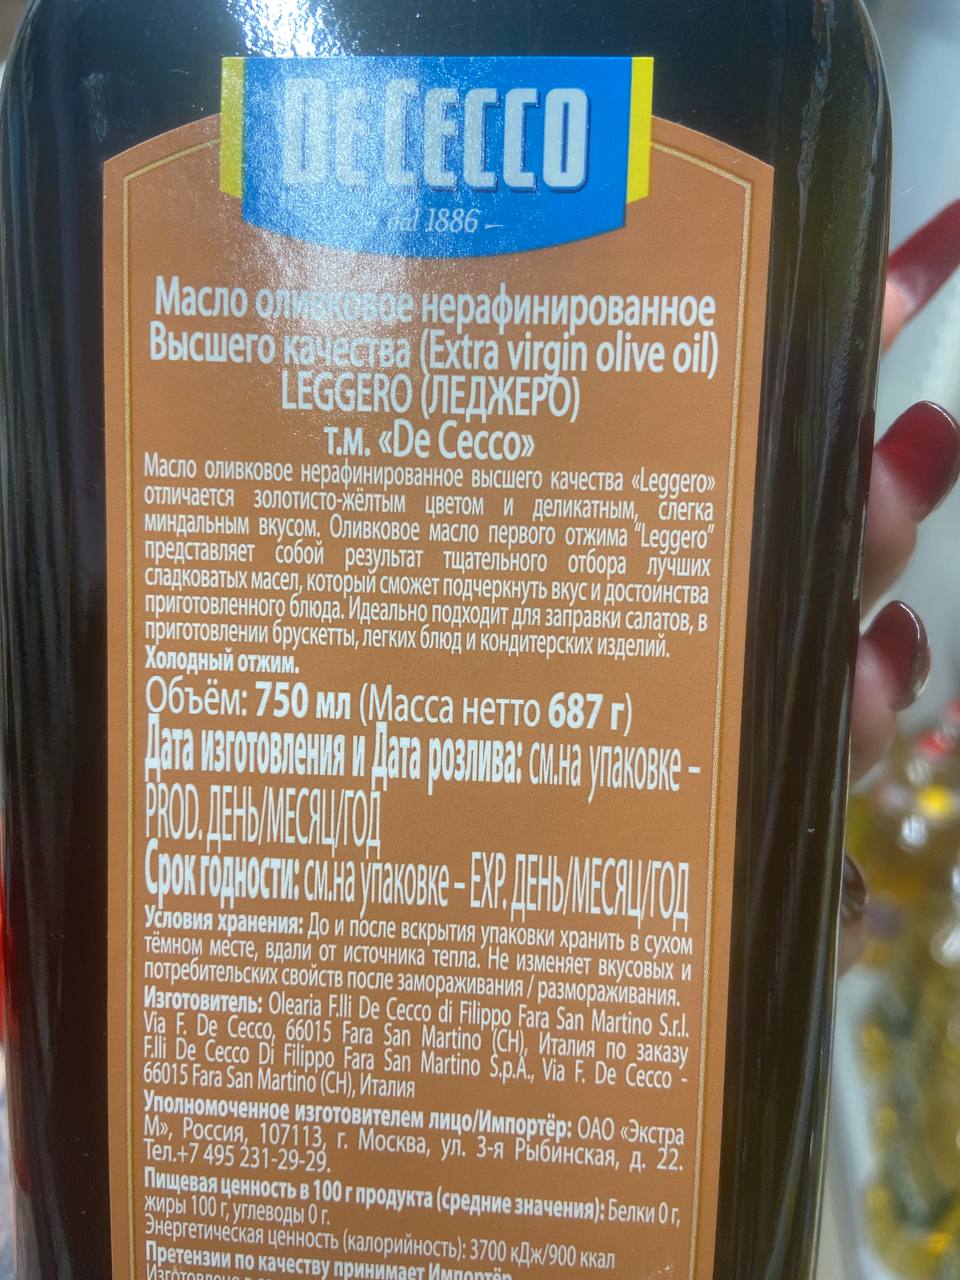 DE CECCO
dal 1886
Масло оливковое нерафинированное
Высшего качества (Extra virgin olive oil)
LEGGERO (ЛЕДЖЕРО)
т.м. «De Cecco»
Масло оливковое нерафинированное высшего качества «Leggero»
отличается золотисто-жёлтым цветом и деликатным, слегка
миндальным вкусом. Оливковое масло первого отжима "Leggero"
представляет собой результат тщательного отбора лучших
сладковатых масел, который сможет подчеркнуть вкус и достоинства
приготовленного блюда. Идеально подходит для заправки салатов, в
приготовлении брускетты, легких блюд и кондитерских изделий.
Холодный отжим.
Объём: 750 мл (Масса нетто 687 г)
Дата изготовления и Дата розлива: см.на упаковке –
PROD. ДЕНЬ/МЕСЯЦ/ГОД
Срок годности: см.на упаковке – EXP. ДЕНЬ/МЕСЯЦ/ГОД
Условия хранения: До и после вскрытия упаковки хранить в сухом
тёмном месте, вдали от источника тепла. Не изменяет вкусовых и
потребительских свойств после замораживания / размораживания.
Изготовитель: Olearia F.lli De Cecco di Filippo Fara San Martino S.r.l.
Via F. De Cecco, 66015 Fara San Martino (CH), Италия по заказу
F.lli De Cecco Di Filippo Fara San Martino S.p.A., Via F. De Cecco -
66015 Fara San Martino (CH), Италия
Уполномоченное изготовителем лицо/Импортёр: ОАО «Экстра
М», Россия, 107113, г. Москва, ул. 3-я Рыбинская, д. 22.
Тел.+7 495 231-29-29.
Пищевая ценность в 100 г продукта (средние значения): Белки 0 г,
жиры 100 г, углеводы 0 г.
Энергетическая ценность (калорийность): 3700 кДж/900 ккал
Претензии по качеству принимает Импортёр